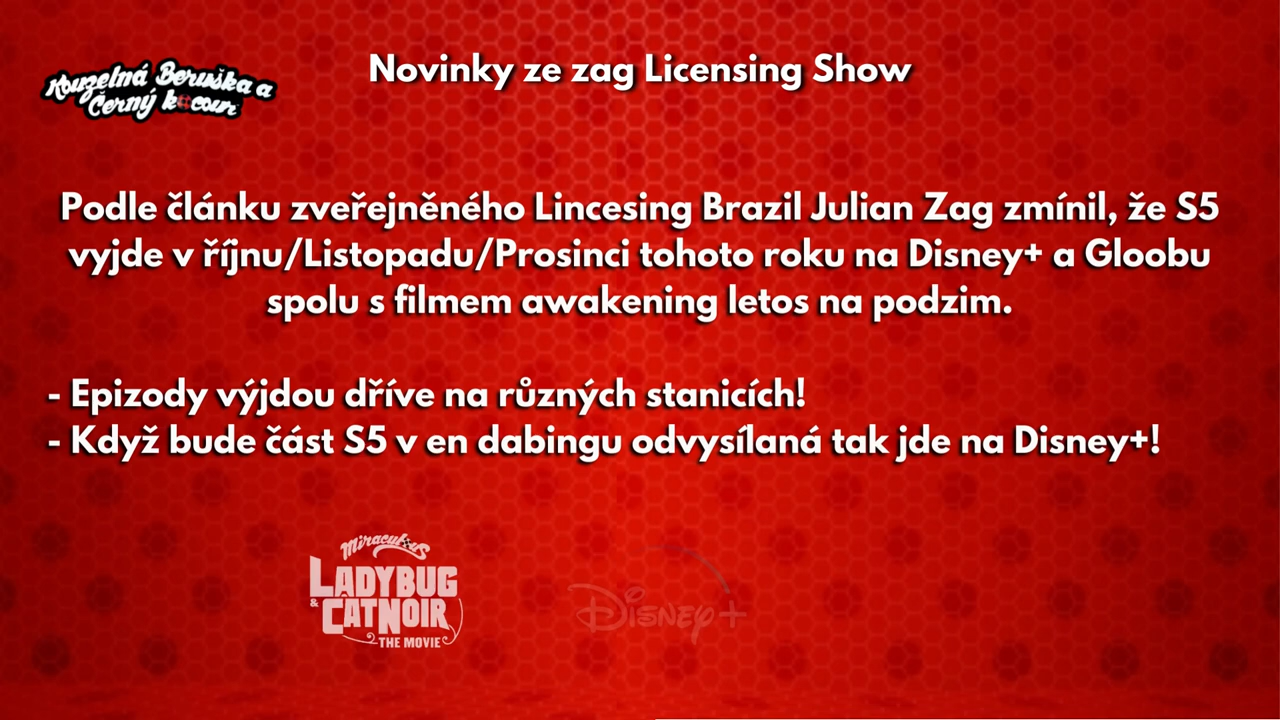 Kouzelná Beruška a
Černý kocour
Novinky ze zag Licensing Show
Podle článku zveřejněného Lincesing Brazil Julian Zag zmínil, že S5
vyjde v říjnu/Listopadu/Prosinci tohoto roku na Disney+ a Gloobu
spolu s filmem awakening letos na podzim.
- Epizody výjdou dříve na různých stanicích!
- Když bude část S5 v en dabingu odvysílaná tak jde na Disney+!
Miraculous
LADYBUG
& CATNOIR
THE MOVIE
Disney+